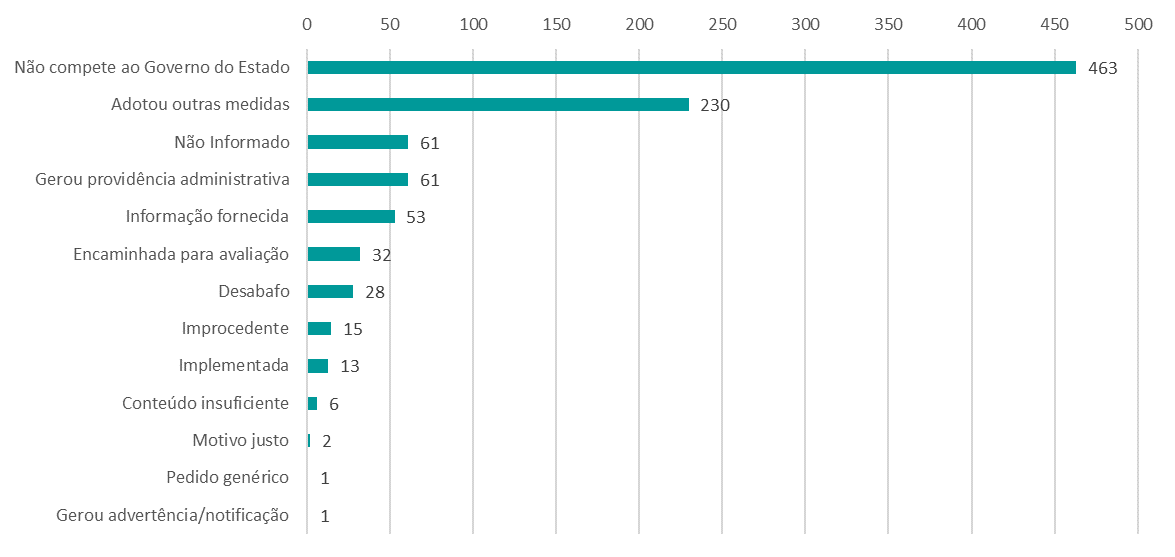 0 50 100 150 200 250 300 350 400 450 500
Não compete ao Governo do Estado 463
Adotou outras medidas 230
Não Informado 61
Gerou providência administrativa 61
Informação fornecida 53
Encaminhada para avaliação 32
Desabafo 28
Improcedente 15
Implementada 13
Conteúdo insuficiente 6
Motivo justo 2
Pedido genérico 1
Gerou advertência/notificação 1